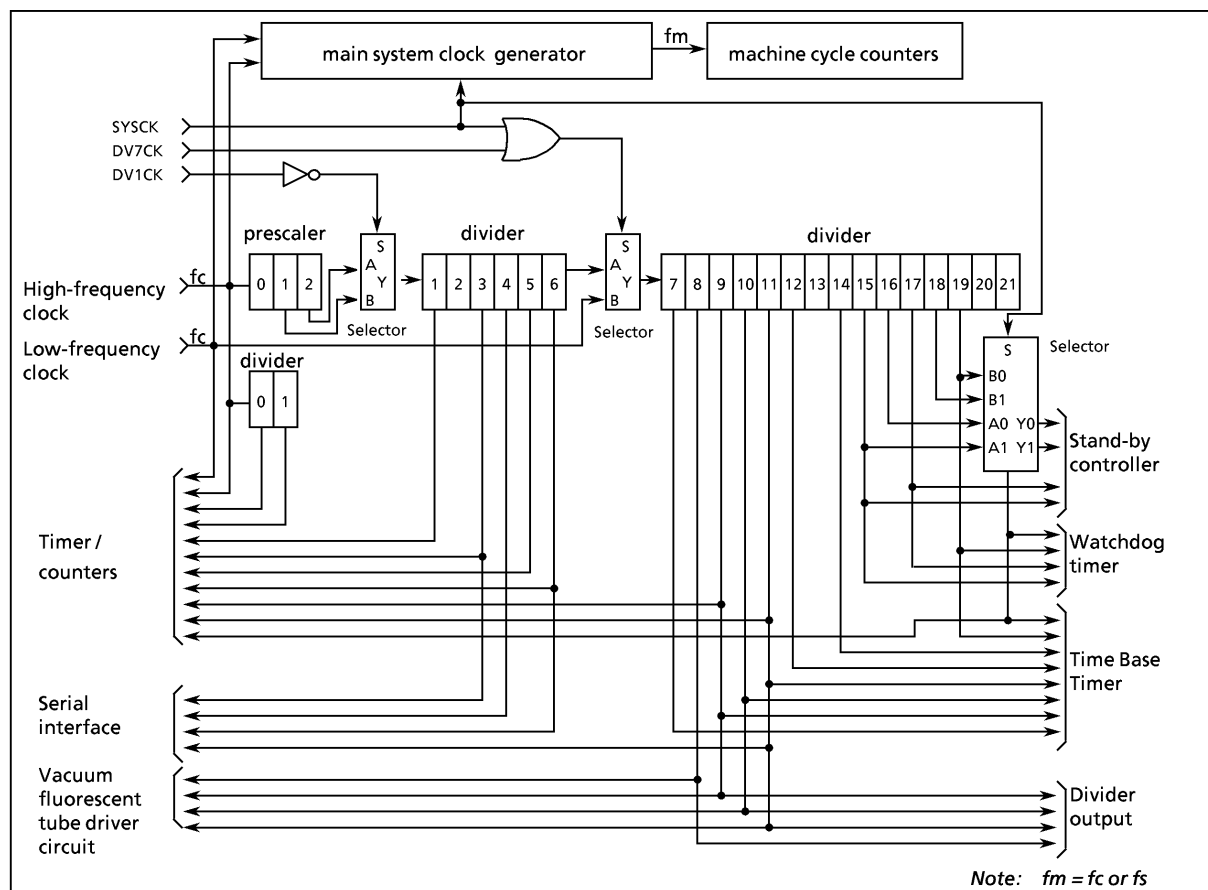 main system clock generator
fm
machine cycle counters
SYSCK
DV7CK
DV1CK
prescaler
S
A
Y
B
Selector
divider
S
A
Y
B
Selector
divider
High-frequency
clock
fc
0 1 2
1 2 3 4 5 6
7 8 9 10 11 12 13 14 15 16 17 18 19 20 21
Low-frequency
clock
fc
divider
0 1
S
Selector
B0
B1
A0 Y0
A1 Y1
Stand-by
controller
Timer /
counters
Watchdog
timer
Time Base
Timer
Serial
interface
Vacuum
fluorescent
tube driver
circuit
Divider
output
Note: fm = fc or fs